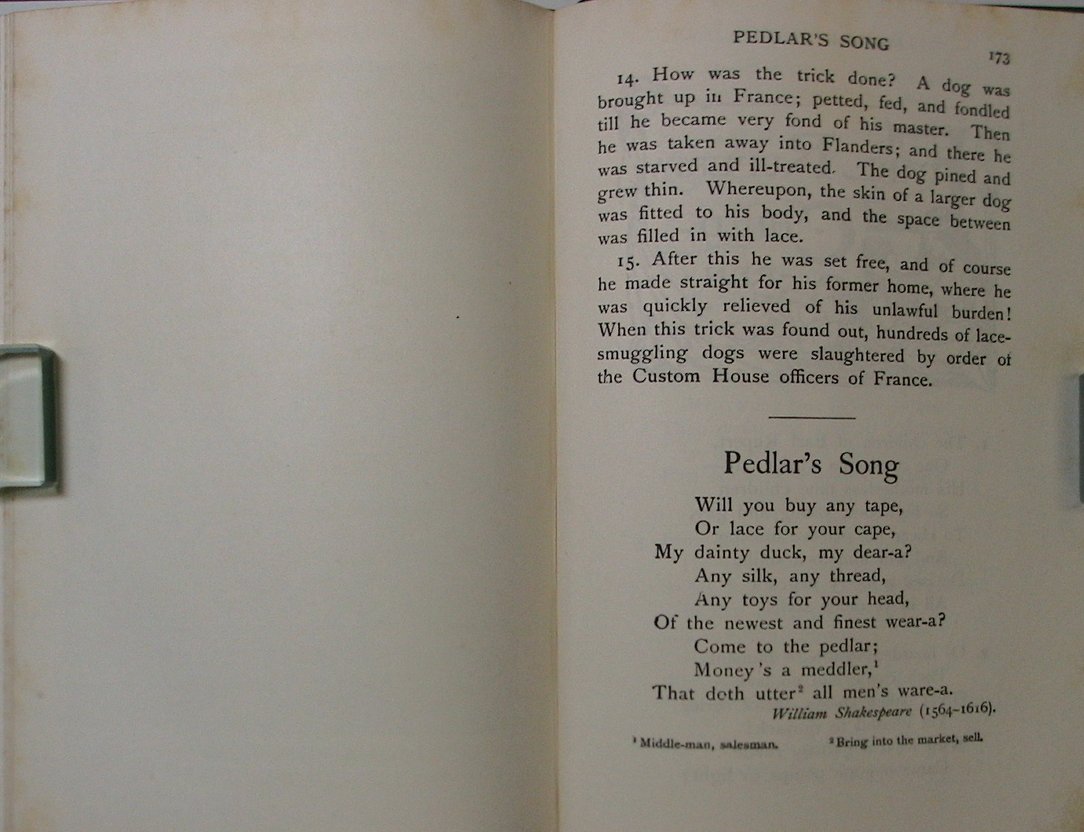 PEDLAR'S SONG
173
14. How was the trick done? A dog was
brought up in France; petted, fed, and fondled
till he became very fond of his master. Then
he was taken away into Flanders; and there he
was starved and ill-treated. The dog pined and
grew thin. Whereupon, the skin of a larger dog
was fitted to his body, and the space between
was filled in with lace.
15. After this he was set free, and of course
he made straight for his former home, where he
was quickly relieved of his unlawful burden!
When this trick was found out, hundreds of lace-
smuggling dogs were slaughtered by order of
the Custom House officers of France.
Pedlar's Song
Will you buy any tape,
Or lace for your cape,
My dainty duck, my dear-a?
Any silk, any thread,
Any toys for your head,
Of the newest and finest wear-a?
Come to the pedlar;
Money's a meddler,¹
That doth utter² all men's ware-a.
William Shakespeare (1564-1616).
¹ Middle-man, salesman. ² Bring into the market, sell.